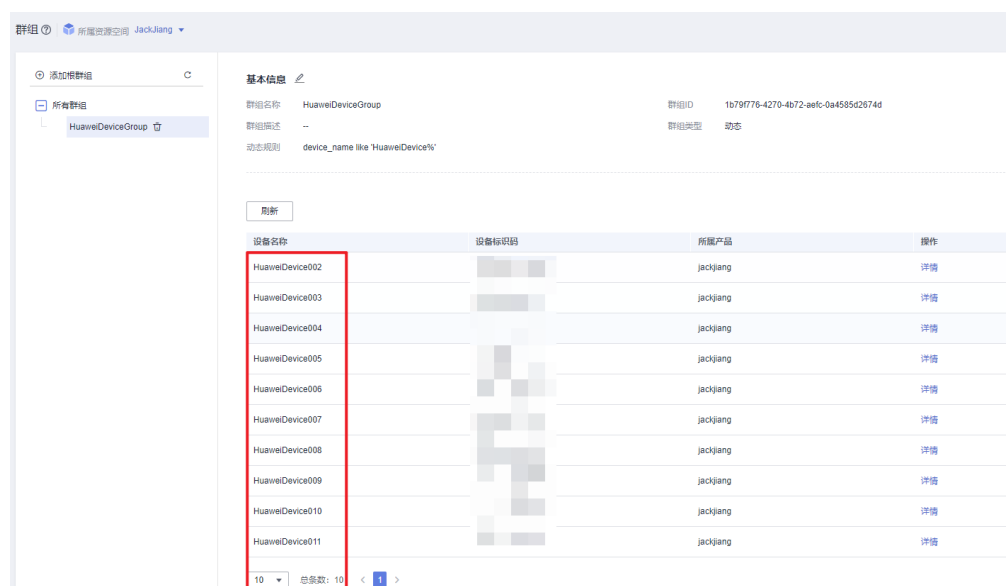 群组 所属资源空间 JackJiang
添加根群组
所有群组
HuaweiDeviceGroup
基本信息
群组名称 HuaweiDeviceGroup 群组ID 1b79f776-4270-4b72-aefc-0a4585d2674d
群组描述 -- 群组类型 动态
动态规则 device_name like 'HuaweiDevice%'
刷新
设备名称 设备标识码 所属产品 操作
HuaweiDevice002 jackjiang 详情
HuaweiDevice003 jackjiang 详情
HuaweiDevice004 jackjiang 详情
HuaweiDevice005 jackjiang 详情
HuaweiDevice006 jackjiang 详情
HuaweiDevice007 jackjiang 详情
HuaweiDevice008 jackjiang 详情
HuaweiDevice009 jackjiang 详情
HuaweiDevice010 jackjiang 详情
HuaweiDevice011 jackjiang 详情
10 总条数: 10 < 1 >